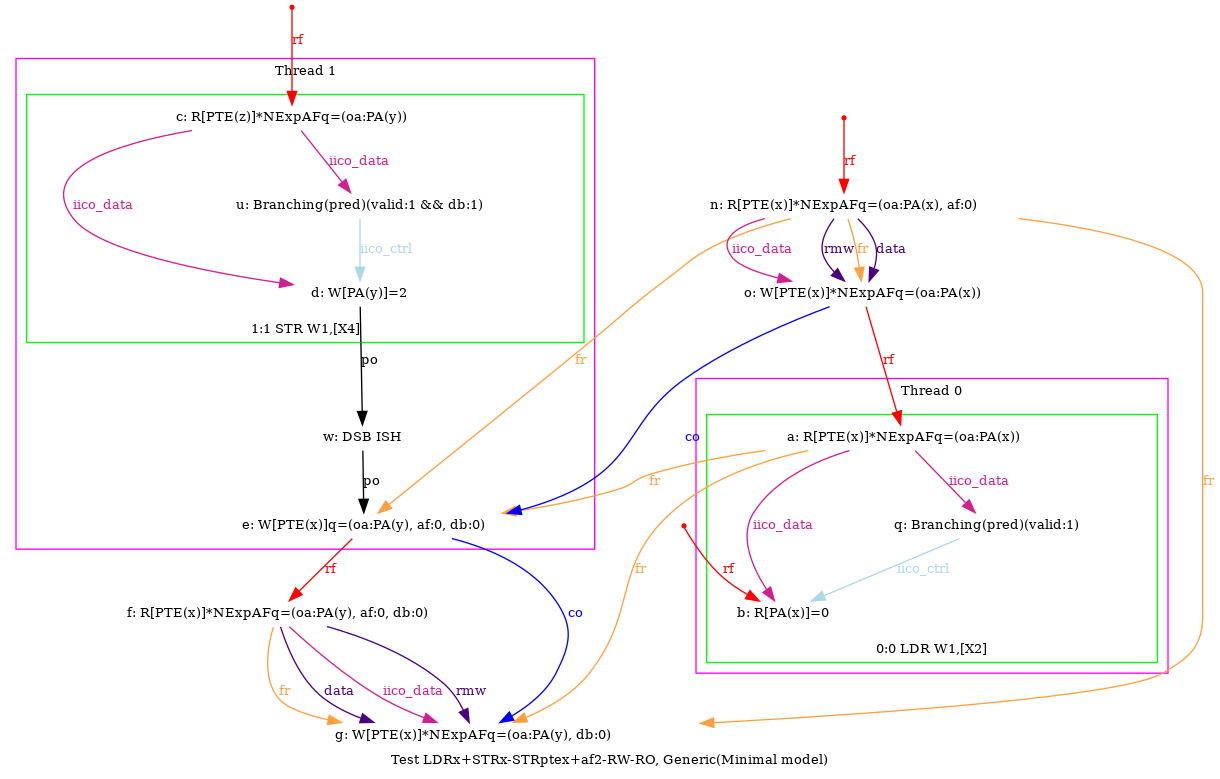 rf
Thread 1
c: R[PTE(z)]*NExpAFq=(oa:PA(y))
rf
iico_data
iico_data
u: Branching(pred)(valid:1 && db:1)
n: R[PTE(x)]*NExpAFq=(oa:PA(x), af:0)
iico_ctrl
iico_data
rmw
fr
data
d: W[PA(y)]=2
o: W[PTE(x)]*NExpAFq=(oa:PA(x))
1:1 STR W1,[X4]
po
fr
rf
Thread 0
w: DSB ISH
co
a: R[PTE(x)]*NExpAFq=(oa:PA(x))
po
fr
iico_data
fr
e: W[PTE(x)]q=(oa:PA(y), af:0, db:0)
iico_data
q: Branching(pred)(valid:1)
rf
fr
rf
iico_ctrl
f: R[PTE(x)]*NExpAFq=(oa:PA(y), af:0, db:0)
co
b: R[PA(x)]=0
0:0 LDR W1,[X2]
fr
data
iico_data
rmw
g: W[PTE(x)]*NExpAFq=(oa:PA(y), db:0)
Test LDRx+STRx-STRptex+af2-RW-RO, Generic(Minimal model)